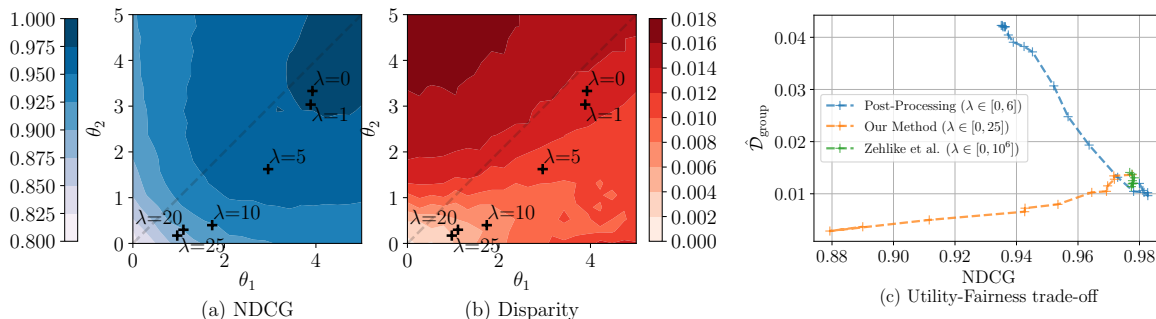 1.000
0.975
0.950
0.925
0.900
0.875
0.850
0.825
0.800
5
4
3
2
1
0
θ₂
λ=0
λ=1
λ=5
λ=10
λ=20
λ=25
0 2 4
θ₁
(a) NDCG
5
4
3
2
1
0
θ₂
λ=0
λ=1
λ=5
λ=10
λ=20
λ=25
0 2 4
θ₁
(b) Disparity
0.018
0.016
0.014
0.012
0.010
0.008
0.006
0.004
0.002
0.000
0.04
0.03
0.02
0.01
𝒟̂group
Post-Processing (λ ∈ [0, 6])
Our Method (λ ∈ [0, 25])
Zehlike et al. (λ ∈ [0, 10⁶])
0.88 0.90 0.92 0.94 0.96 0.98
NDCG
(c) Utility-Fairness trade-off